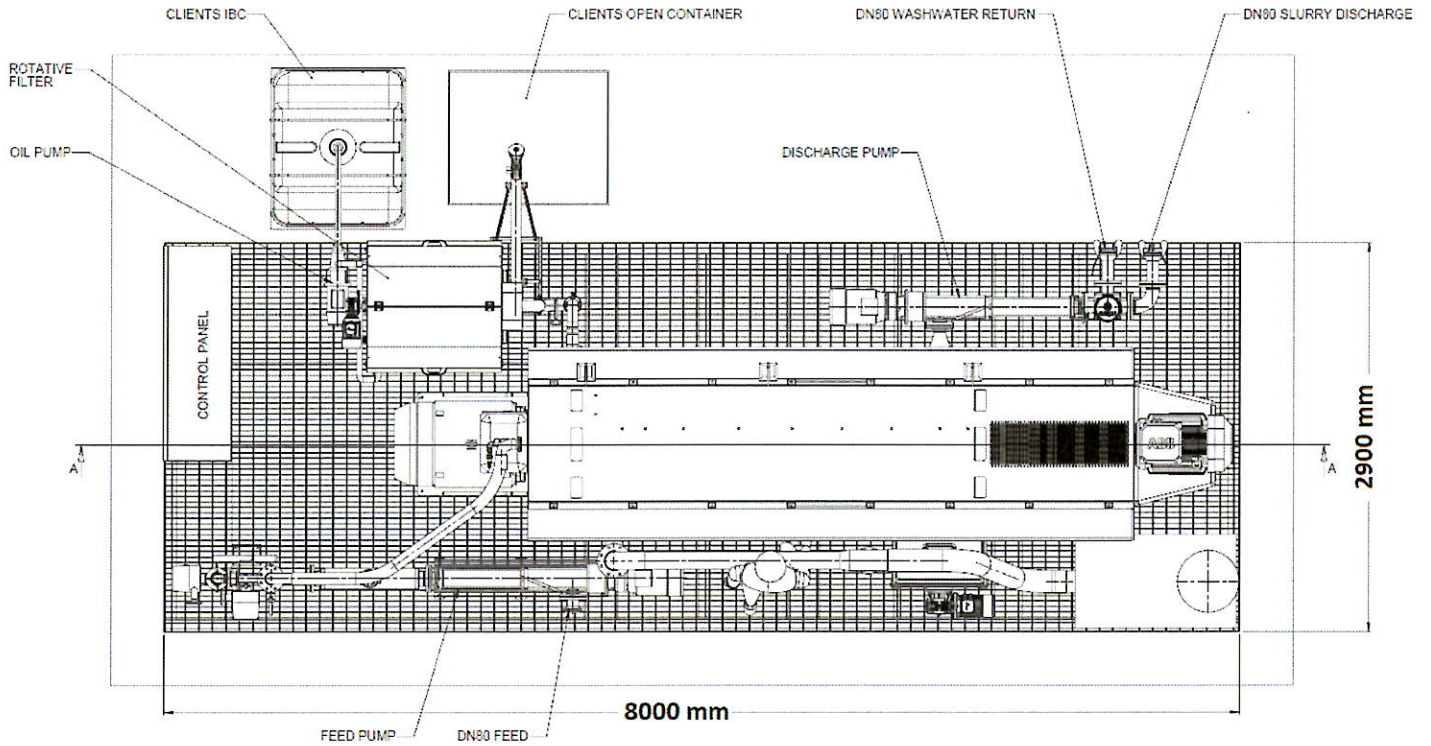 CLIENTS IBC
CLIENTS OPEN CONTAINER
DN80 WASHWATER RETURN
DN80 SLURRY DISCHARGE
ROTATIVE
FILTER
OIL PUMP
DISCHARGE PUMP
CONTROL PANEL
ABB
A
A
2900 mm
8000 mm
FEED PUMP
DN80 FEED